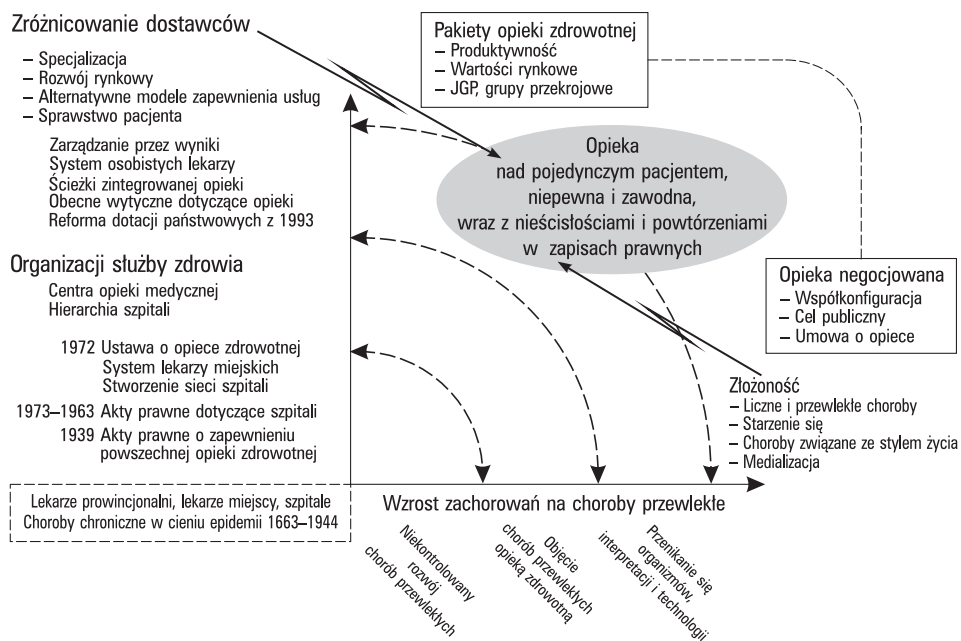 Zróżnicowanie dostawców
– Specjalizacja
– Rozwój rynkowy
– Alternatywne modele zapewnienia usług
– Sprawstwo pacjenta
Zarządzanie przez wyniki
System osobistych lekarzy
Ścieżki zintegrowanej opieki
Obecne wytyczne dotyczące opieki
Reforma dotacji państwowych z 1993
Organizacji służby zdrowia
Centra opieki medycznej
Hierarchia szpitali
1972 Ustawa o opiece zdrowotnej
System lekarzy miejskich
Stworzenie sieci szpitali
1973–1963 Akty prawne dotyczące szpitali
1939 Akty prawne o zapewnieniu
powszechnej opieki zdrowotnej
Lekarze prowincjonalni, lekarze miejscy, szpitale
Choroby chroniczne w cieniu epidemii 1663–1944
Pakiety opieki zdrowotnej
– Produktywność
– Wartości rynkowe
– JGP, grupy przekrojowe
Opieka
nad pojedynczym pacjentem,
niepewna i zawodna,
wraz z nieścisłościami i powtórzeniami
w zapisach prawnych
Opieka negocjowana
– Współkonfiguracja
– Cel publiczny
– Umowa o opiece
Złożoność
– Liczne i przewlekłe choroby
– Starzenie się
– Choroby związane ze stylem życia
– Medializacja
Wzrost zachorowań na choroby przewlekłe
Niekontrolowany
rozwój
chorób przewlekłych
Objęcie
chorób przewlekłych
opieką zdrowotną
Przenikanie się
organizmów,
interpretacji i technologii